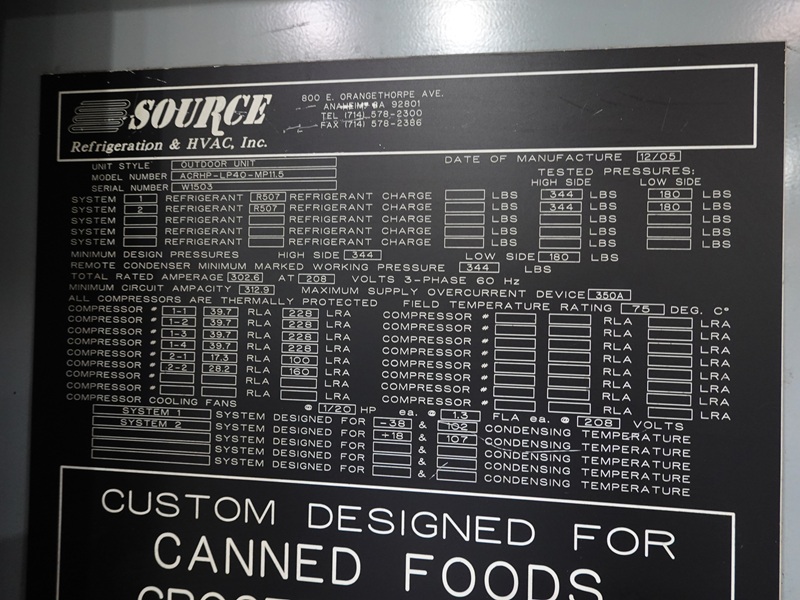 SOURCE
Refrigeration & HVAC, Inc.
800 E. ORANGETHORPE AVE.
ANAHEIM, CA 92801
TEL (714) 578-2300
FAX (714) 578-2386
UNIT STYLE OUTDOOR UNIT
DATE OF MANUFACTURE 12/05
MODEL NUMBER ACRHP-LP40-MP11.5
TESTED PRESSURES:
SERIAL NUMBER W1503
HIGH SIDE LOW SIDE
SYSTEM 1 REFRIGERANT R507 REFRIGERANT CHARGE LBS 344 LBS 180 LBS
SYSTEM 2 REFRIGERANT R507 REFRIGERANT CHARGE LBS 344 LBS 180 LBS
SYSTEM REFRIGERANT REFRIGERANT CHARGE LBS LBS LBS
SYSTEM REFRIGERANT REFRIGERANT CHARGE LBS LBS LBS
SYSTEM REFRIGERANT REFRIGERANT CHARGE LBS LBS LBS
MINIMUM DESIGN PRESSURES HIGH SIDE 344 LOW SIDE 180 LBS
REMOTE CONDENSER MINIMUM MARKED WORKING PRESSURE 344 LBS
TOTAL RATED AMPERAGE 302.6 AT 208 VOLTS 3-PHASE 60 Hz
MINIMUM CIRCUIT AMPACITY 312.9 MAXIMUM SUPPLY OVERCURRENT DEVICE 350A
ALL COMPRESSORS ARE THERMALLY PROTECTED FIELD TEMPERATURE RATING 75 DEG. C°
COMPRESSOR # 1-1 39.7 RLA 228 LRA COMPRESSOR # RLA LRA
COMPRESSOR # 1-2 39.7 RLA 228 LRA COMPRESSOR # RLA LRA
COMPRESSOR # 1-3 39.7 RLA 228 LRA COMPRESSOR # RLA LRA
COMPRESSOR # 1-4 39.7 RLA 228 LRA COMPRESSOR # RLA LRA
COMPRESSOR # 2-1 17.3 RLA 100 LRA COMPRESSOR # RLA LRA
COMPRESSOR # 2-2 28.2 RLA 160 LRA COMPRESSOR # RLA LRA
COMPRESSOR # RLA LRA COMPRESSOR # RLA LRA
COMPRESSOR # RLA LRA COMPRESSOR # RLA LRA
COMPRESSOR COOLING FANS @ 1/20 HP ea. @ 1.3 FLA ea. @ 208 VOLTS
SYSTEM 1 SYSTEM DESIGNED FOR -38 & 102 CONDENSING TEMPERATURE
SYSTEM 2 SYSTEM DESIGNED FOR +18 & 107 CONDENSING TEMPERATURE
SYSTEM DESIGNED FOR & CONDENSING TEMPERATURE
SYSTEM DESIGNED FOR & CONDENSING TEMPERATURE
SYSTEM DESIGNED FOR & CONDENSING TEMPERATURE
CUSTOM DESIGNED FOR
CANNED FOODS